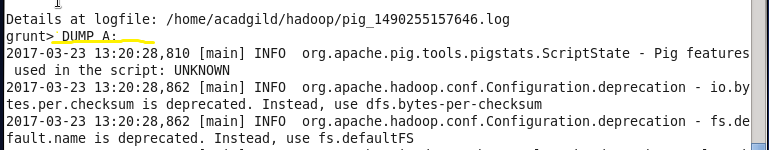 Details at logfile: /home/acadgild/hadoop/pig_1490255157646.log
grunt> DUMP A;
2017-03-23 13:20:28,810 [main] INFO  org.apache.pig.tools.pigstats.ScriptState - Pig features
 used in the script: UNKNOWN
2017-03-23 13:20:28,862 [main] INFO  org.apache.hadoop.conf.Configuration.deprecation - io.by
tes.per.checksum is deprecated. Instead, use dfs.bytes-per-checksum
2017-03-23 13:20:28,862 [main] INFO  org.apache.hadoop.conf.Configuration.deprecation - fs.de
fault.name is deprecated. Instead, use fs.defaultFS